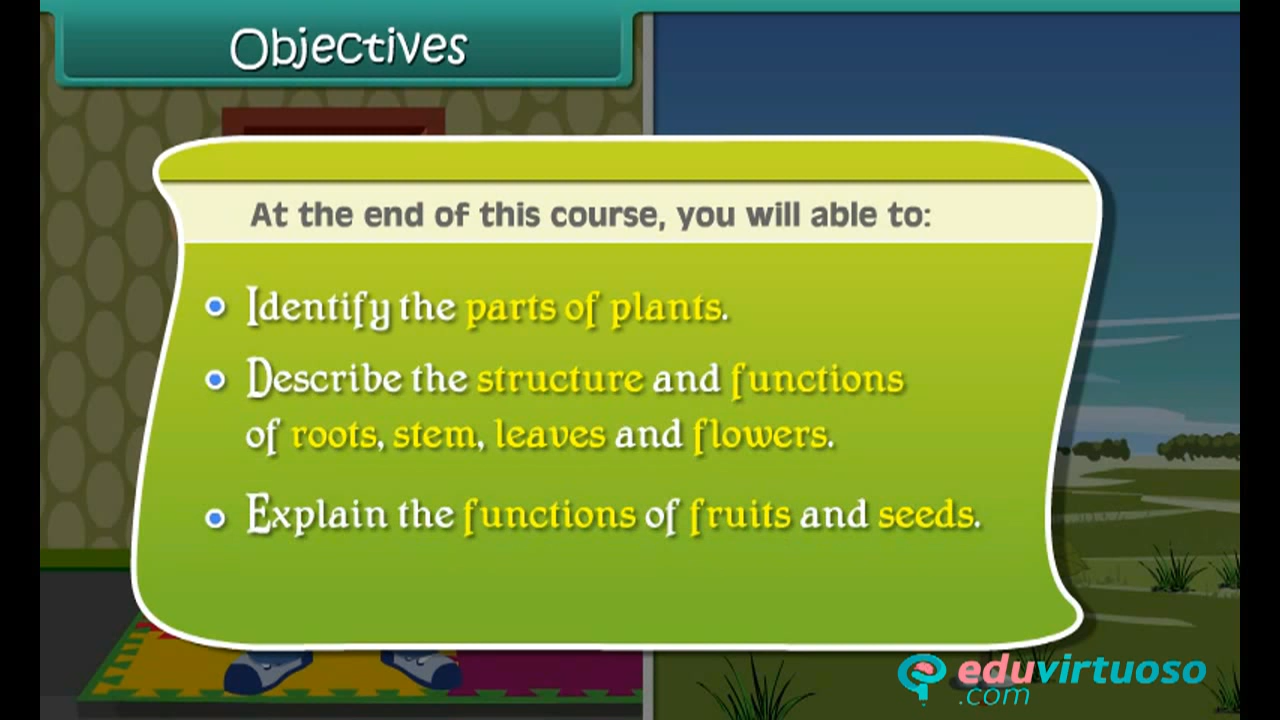 Objectives
At the end of this course, you will able to:
Identify the parts of plants.
Describe the structure and functions
of roots, stem, leaves and flowers.
Explain the functions of fruits and seeds.
eduvirtuoso
.com